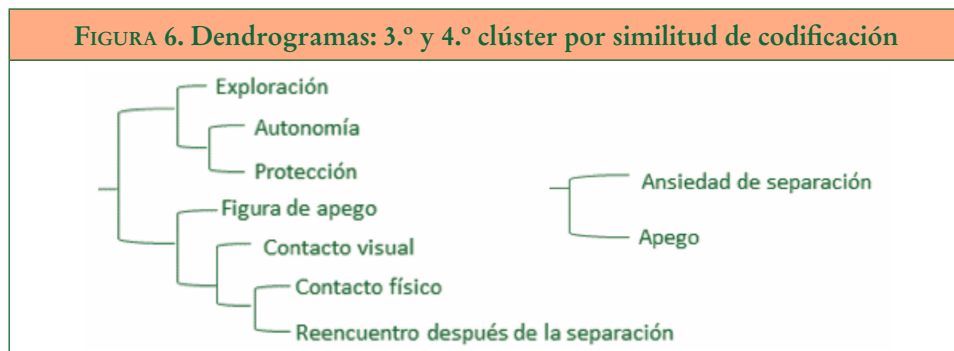 FIGURA 6. Dendrogramas: 3.º y 4.º clúster por similitud de codificación
Exploración
Autonomía
Protección
Figura de apego
Contacto visual
Contacto físico
Reencuentro después de la separación
Ansiedad de separación
Apego